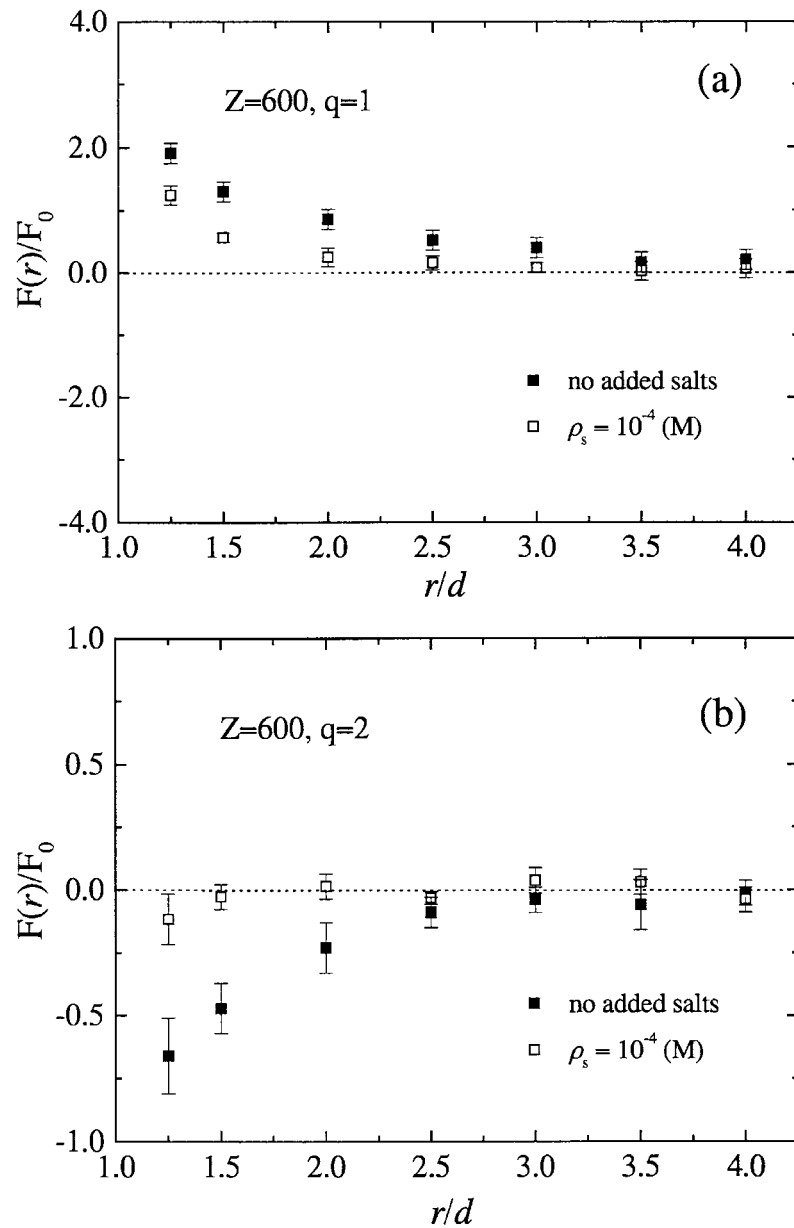 4.0
(a)
Z=600, q=1
2.0
F(r)/F₀
0.0
■ no added salts
-2.0
□ ρₛ = 10⁻⁴ (M)
-4.0
1.0 1.5 2.0 2.5 3.0 3.5 4.0
r/d
1.0
(b)
Z=600, q=2
0.5
F(r)/F₀
0.0
■ no added salts
-0.5
□ ρₛ = 10⁻⁴ (M)
-1.0
1.0 1.5 2.0 2.5 3.0 3.5 4.0
r/d